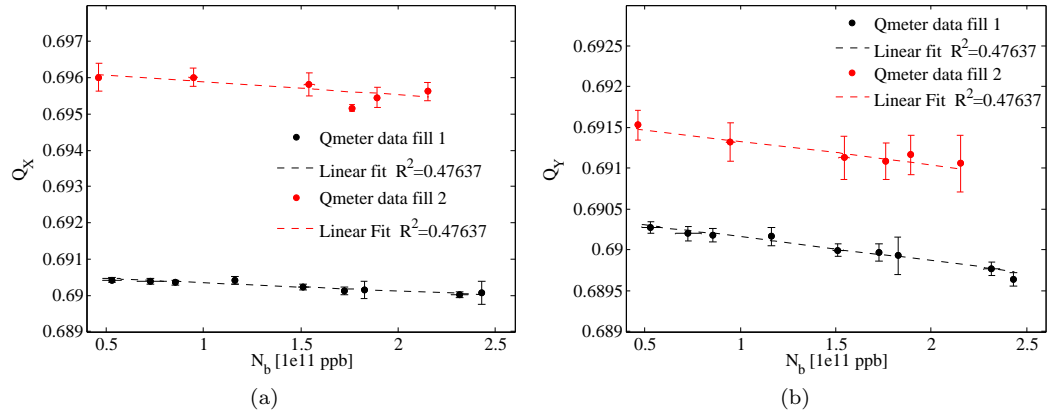 0.697
0.696
0.695
0.694
0.693
0.692
0.691
0.69
0.689
Q_X
Qmeter data fill 1
Linear fit R²=0.47637
Qmeter data fill 2
Linear Fit R²=0.47637
0.5 1 1.5 2 2.5
N_b [1e11 ppb]
(a)
0.6925
0.692
0.6915
0.691
0.6905
0.69
0.6895
0.689
Q_Y
Qmeter data fill 1
Linear fit R²=0.47637
Qmeter data fill 2
Linear Fit R²=0.47637
0.5 1 1.5 2 2.5
N_b [1e11 ppb]
(b)